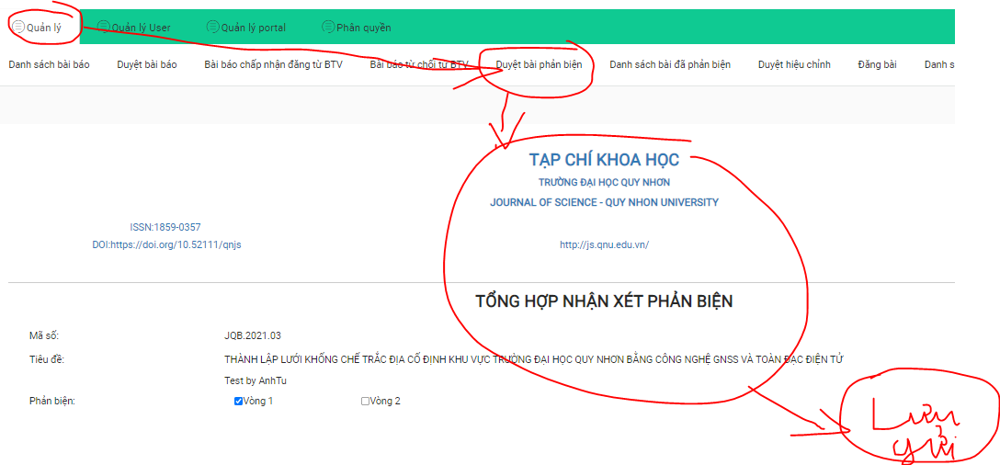 Quản lý Quản lý User Quản lý portal Phân quyền
Danh sách bài báo Duyệt bài báo Bài báo chấp nhận đăng từ BTV Bài báo từ chối từ BTV Duyệt bài phản biện Danh sách bài đã phản biện Duyệt hiệu chỉnh Đăng bài Danh s
TẠP CHÍ KHOA HỌC
TRƯỜNG ĐẠI HỌC QUY NHƠN
JOURNAL OF SCIENCE - QUY NHON UNIVERSITY
ISSN:1859-0357
DOI:https://doi.org/10.52111/qnjs http://js.qnu.edu.vn/
TỔNG HỢP NHẬN XÉT PHẢN BIỆN
Mã số: JQB.2021.03
Tiêu đề: THÀNH LẬP LƯỚI KHỐNG CHẾ TRẮC ĐỊA CỐ ĐỊNH KHU VỰC TRƯỜNG ĐẠI HỌC QUY NHƠN BẰNG CÔNG NGHỆ GNSS VÀ TOÀN ĐẠC ĐIỆN TỬ
Test by AnhTu
Phản biện: Vòng 1 Vòng 2